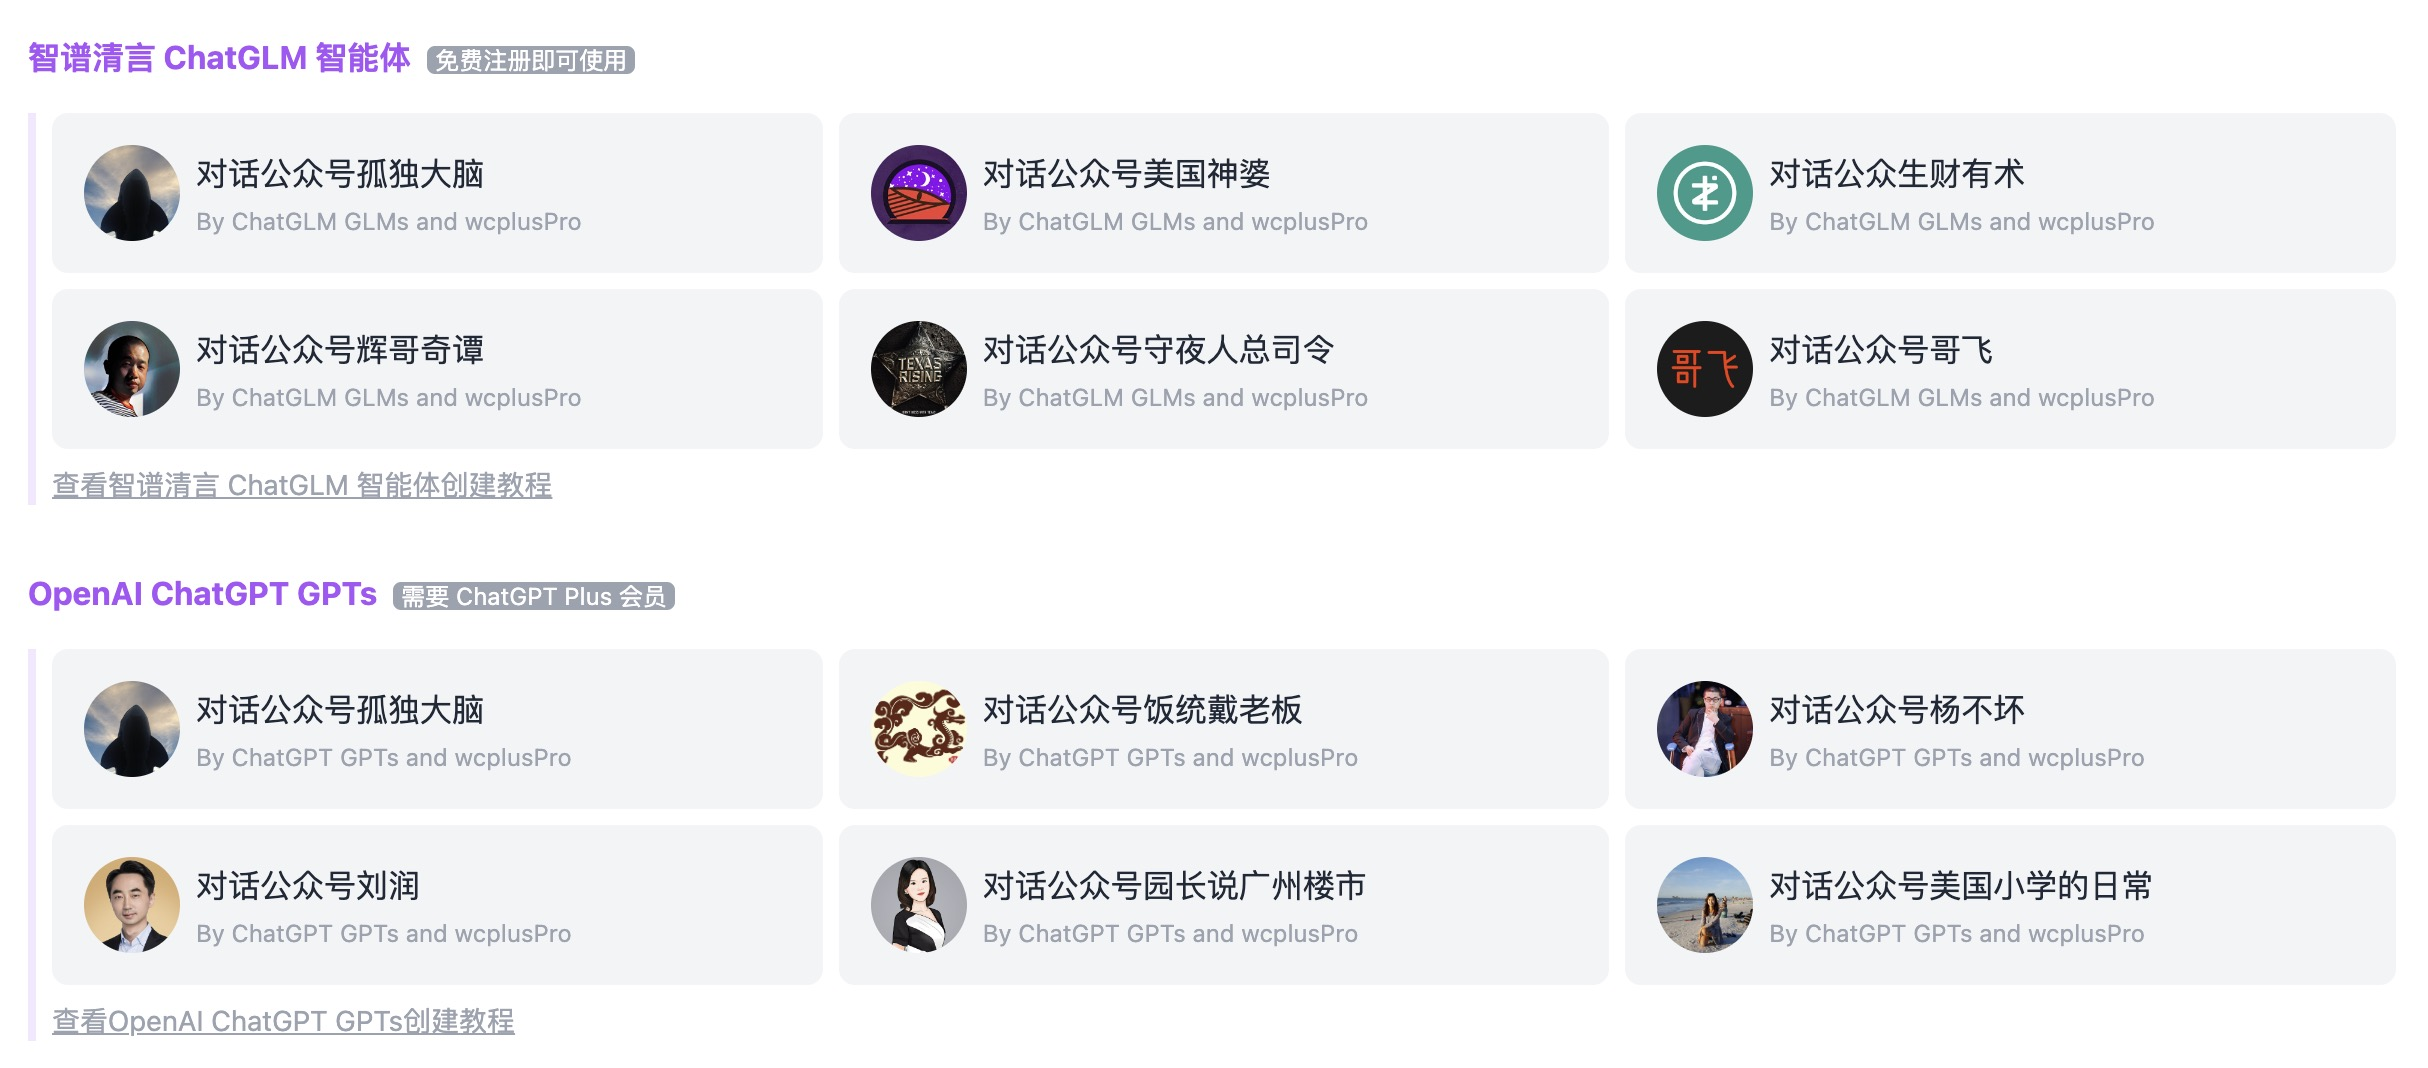 智谱清言 ChatGLM 智能体 免费注册即可使用
对话公众号孤独大脑
By ChatGLM GLMs and wcplusPro
对话公众号美国神婆
By ChatGLM GLMs and wcplusPro
对话公众生财有术
By ChatGLM GLMs and wcplusPro
对话公众号辉哥奇谭
By ChatGLM GLMs and wcplusPro
TEXAS
RISING
对话公众号守夜人总司令
By ChatGLM GLMs and wcplusPro
哥飞
对话公众号哥飞
By ChatGLM GLMs and wcplusPro
查看智谱清言 ChatGLM 智能体创建教程
OpenAI ChatGPT GPTs 需要 ChatGPT Plus 会员
对话公众号孤独大脑
By ChatGPT GPTs and wcplusPro
对话公众号饭统戴老板
By ChatGPT GPTs and wcplusPro
对话公众号杨不坏
By ChatGPT GPTs and wcplusPro
对话公众号刘润
By ChatGPT GPTs and wcplusPro
对话公众号园长说广州楼市
By ChatGPT GPTs and wcplusPro
对话公众号美国小学的日常
By ChatGPT GPTs and wcplusPro
查看OpenAI ChatGPT GPTs创建教程